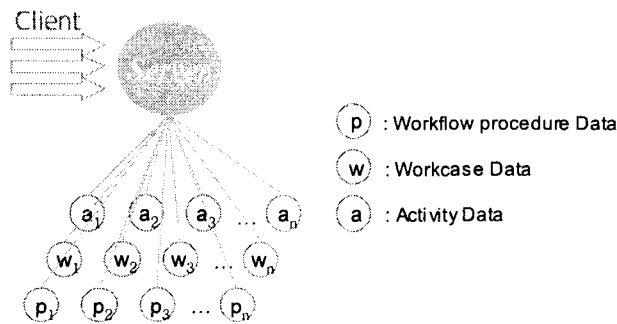 Client
Server
p : Workflow procedure Data
w : Workcase Data
a : Activity Data
a1 a2 a3 ... an
w1 w2 w3 ... wn
p1 p2 p3 ... pn